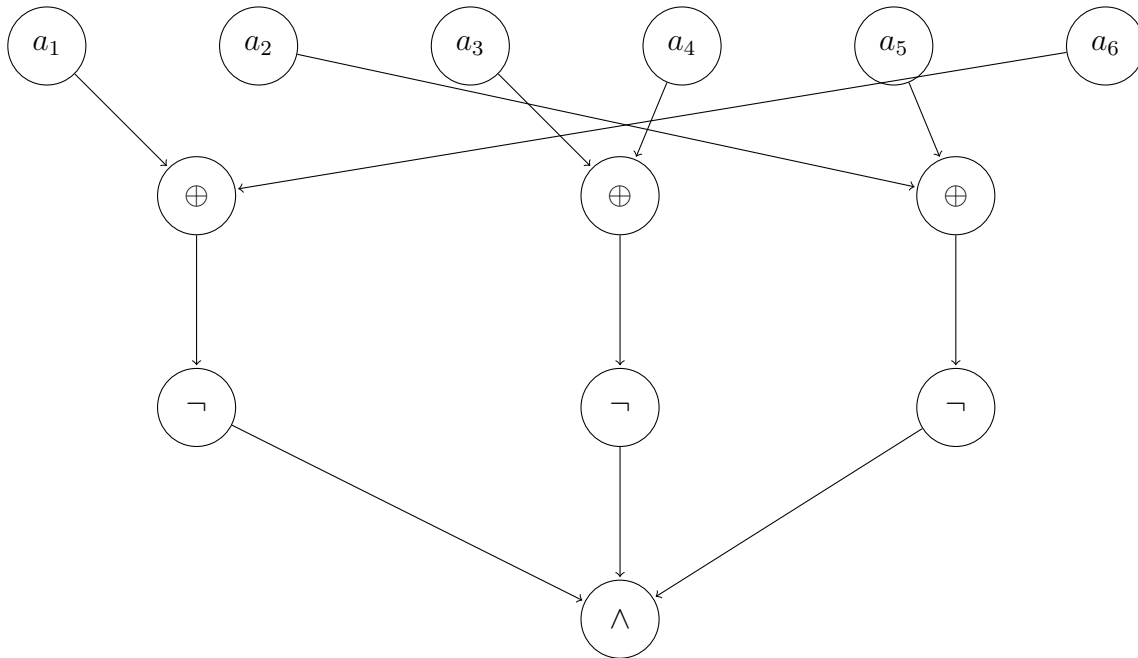 a₁ a₂ a₃ a₄ a₅ a₆
⊕ ⊕ ⊕
¬ ¬ ¬
∧